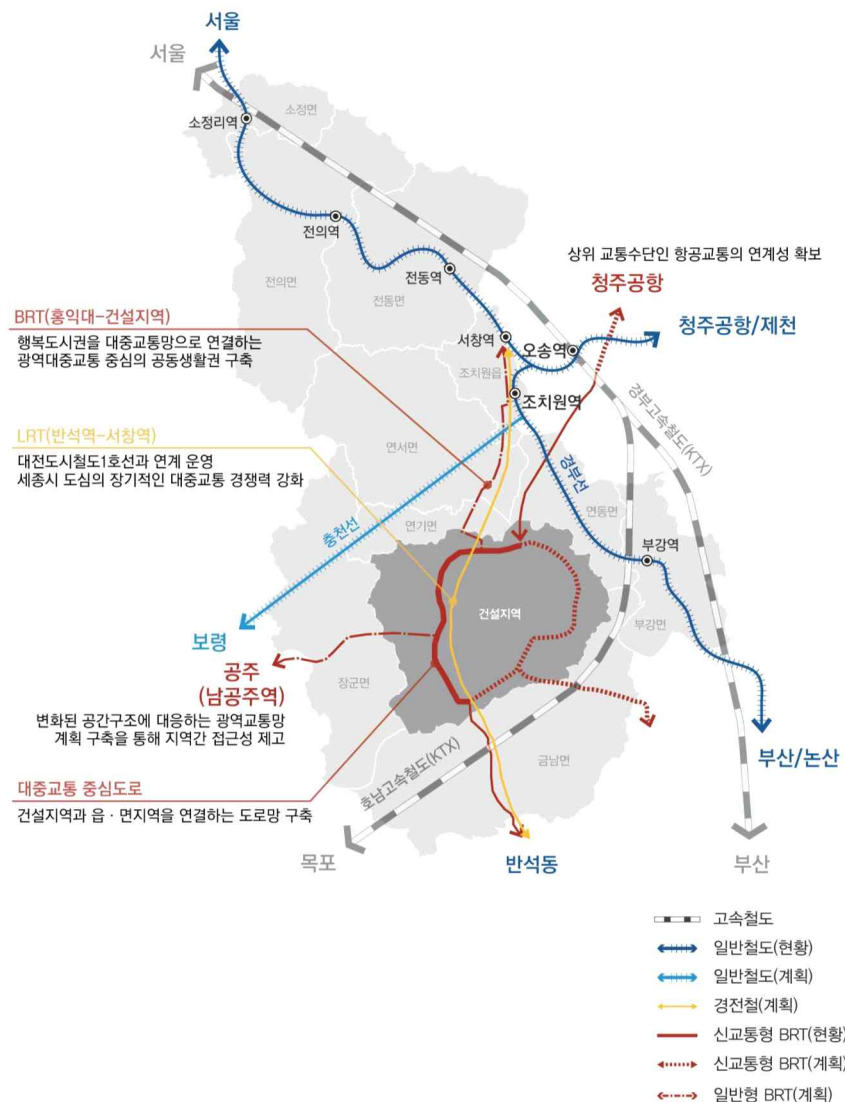 서울
서울
소정리역
소정면
전의역
전의면
전동역
전동면
상위 교통수단인 항공교통의 연계성 확보
청주공항
청주공항/제천
BRT(홍익대-건설지역)
행복도시권을 대중교통망으로 연결하는
광역대중교통 중심의 공동생활권 구축
서창역
오송역
조치원읍
조치원역
경부고속철도(KTX)
연서면
LRT(반석역-서창역)
대전도시철도1호선과 연계 운영
세종시 도심의 장기적인 대중교통 경쟁력 강화
경부선
연동면
연기면
충천선
부강역
건설지역
부강면
보령
공주
(남공주역)
장군면
변화된 공간구조에 대응하는 광역교통망
계획 구축을 통해 지역간 접근성 제고
호남고속철도(KTX)
금남면
부산/논산
대중교통 중심도로
건설지역과 읍·면지역을 연결하는 도로망 구축
목포
반석동
부산
고속철도
일반철도(현황)
일반철도(계획)
경전철(계획)
신교통형 BRT(현황)
신교통형 BRT(계획)
일반형 BRT(계획)